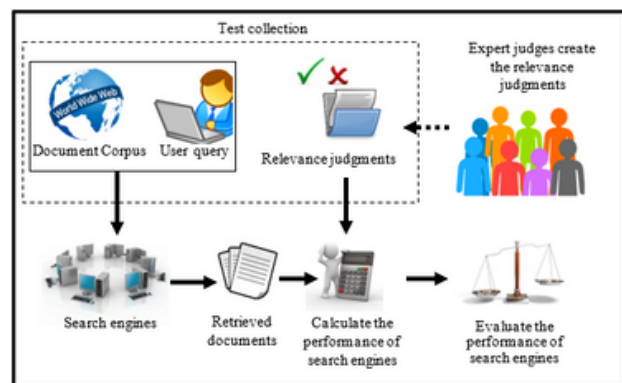 Test collection
Expert judges create
the relevance
judgments
World Wide Web
Document Corpus
User query
Relevance judgments
Search engines
Retrieved
documents
Calculate the
performance of
search engines
Evaluate the
performance of
search engines